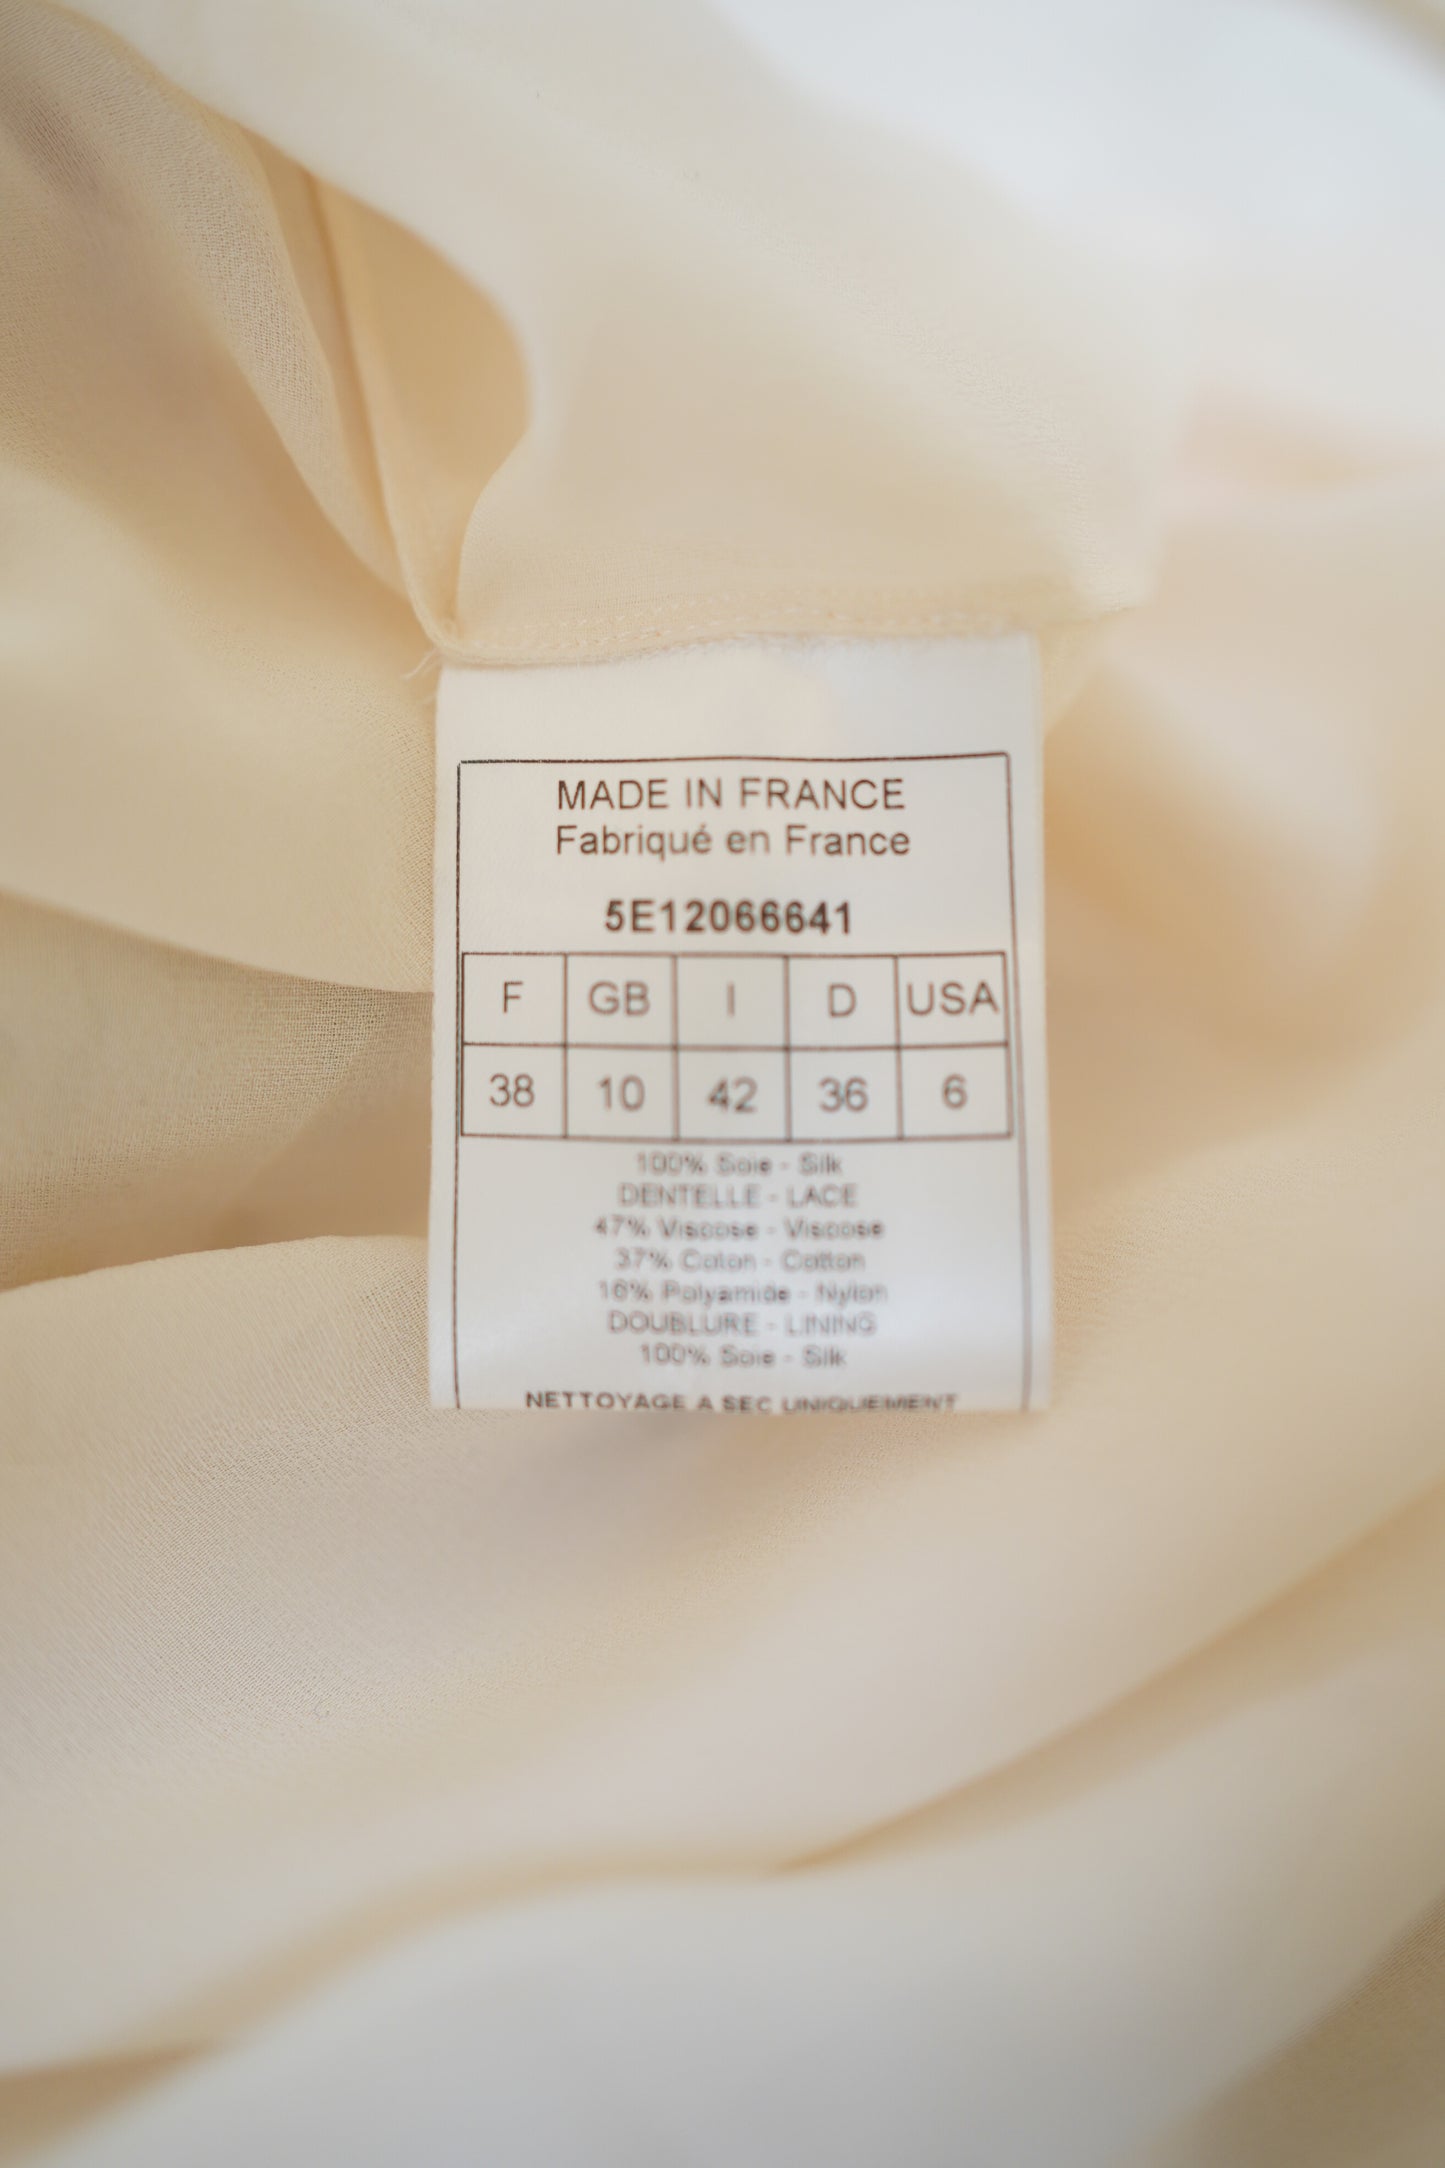 MADE IN FRANCE
Fabriqué en France
5E12066641
F GB I D USA
38 10 42 36 6
100% Soie - Silk
DENTELLE - LACE
47% Viscose - Viscose
37% Coton - Cotton
16% Polyamide - Nylon
DOUBLURE - LINING
100% Soie - Silk
NETTOYAGE A SEC UNIQUEMENT